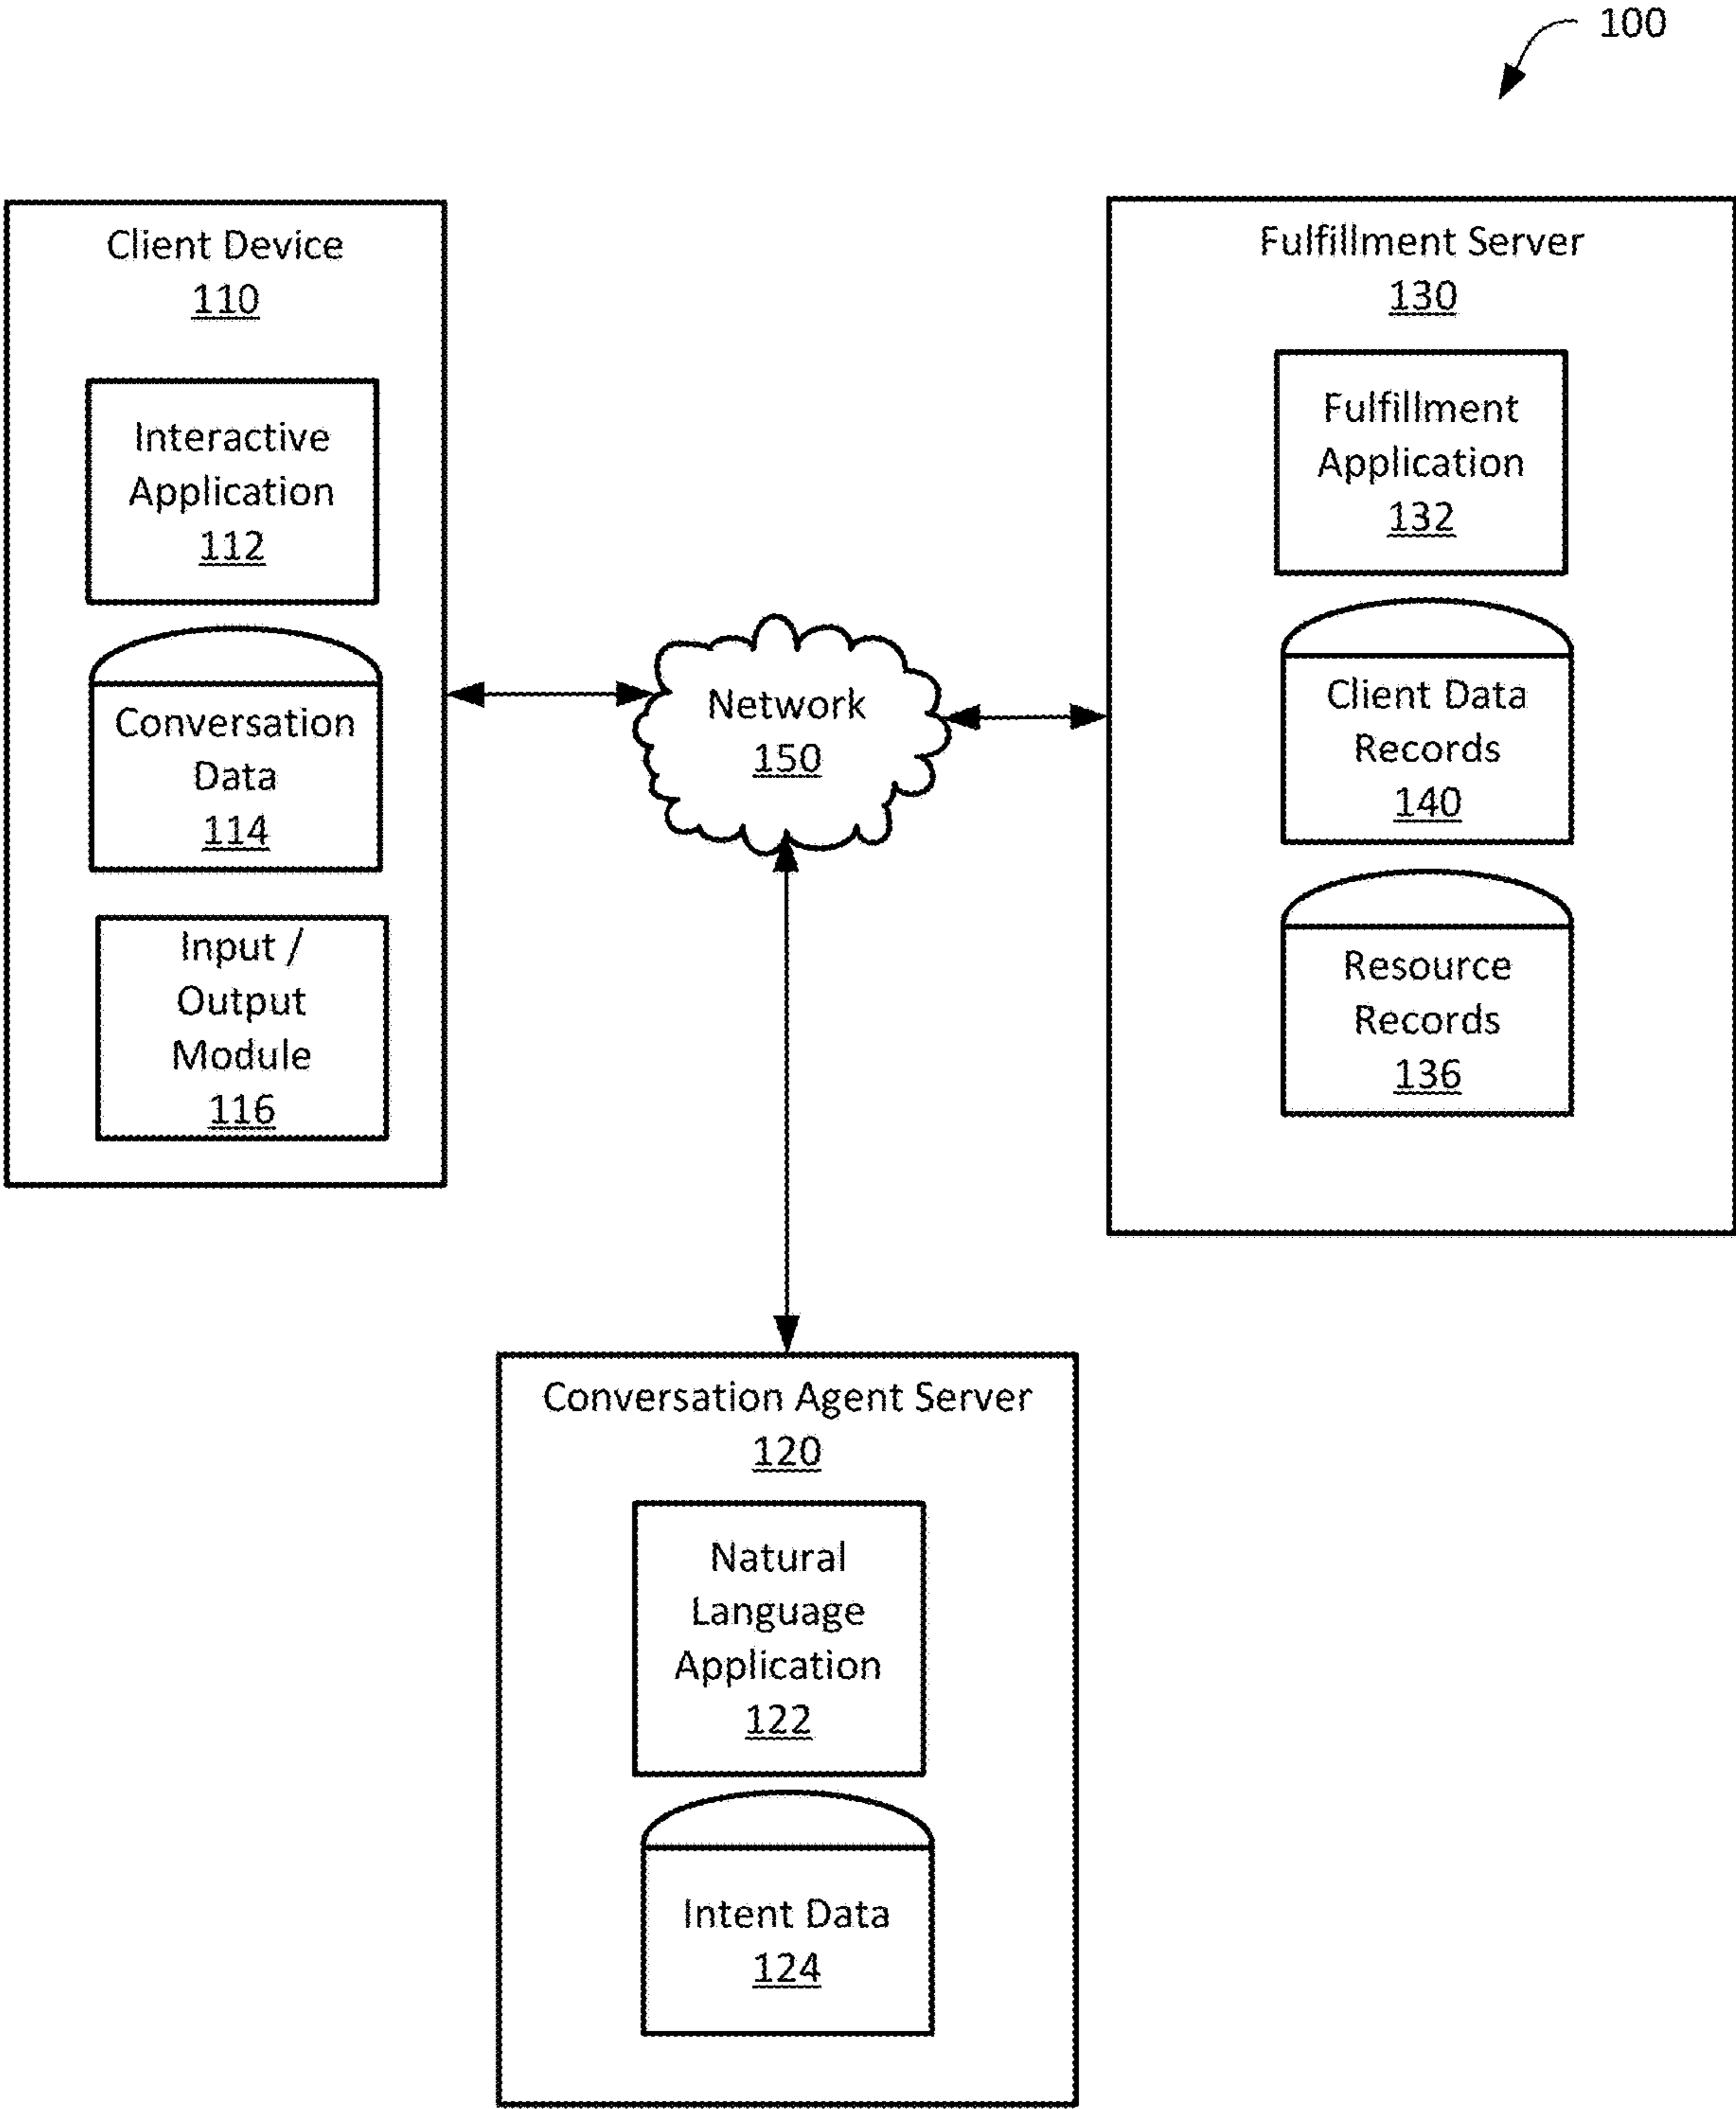 100
Client Device
110
Interactive
Application
112
Conversation
Data
114
Input /
Output
Module
116
Network
150
Fulfillment Server
130
Fulfillment
Application
132
Client Data
Records
140
Resource
Records
136
Conversation Agent Server
120
Natural
Language
Application
122
Intent Data
124